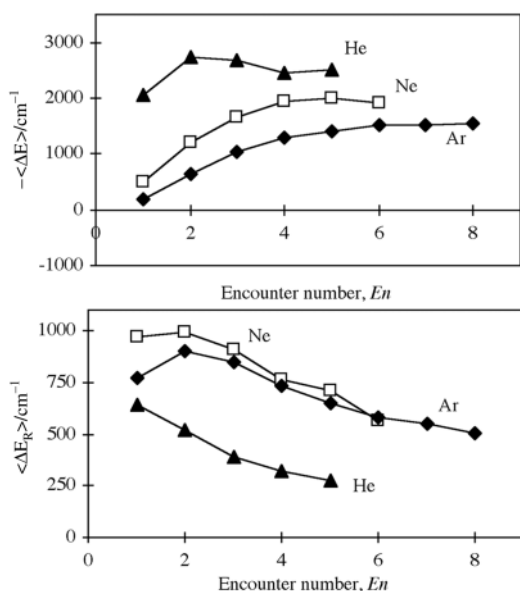 3000
He
2000
Ne
1000
Ar
0
0
2
4
6
8
-1000
−<ΔE>/cm⁻¹
Encounter number, En
1000
Ne
750
500
Ar
250
He
0
0
2
4
6
8
<ΔE_R>/cm⁻¹
Encounter number, En